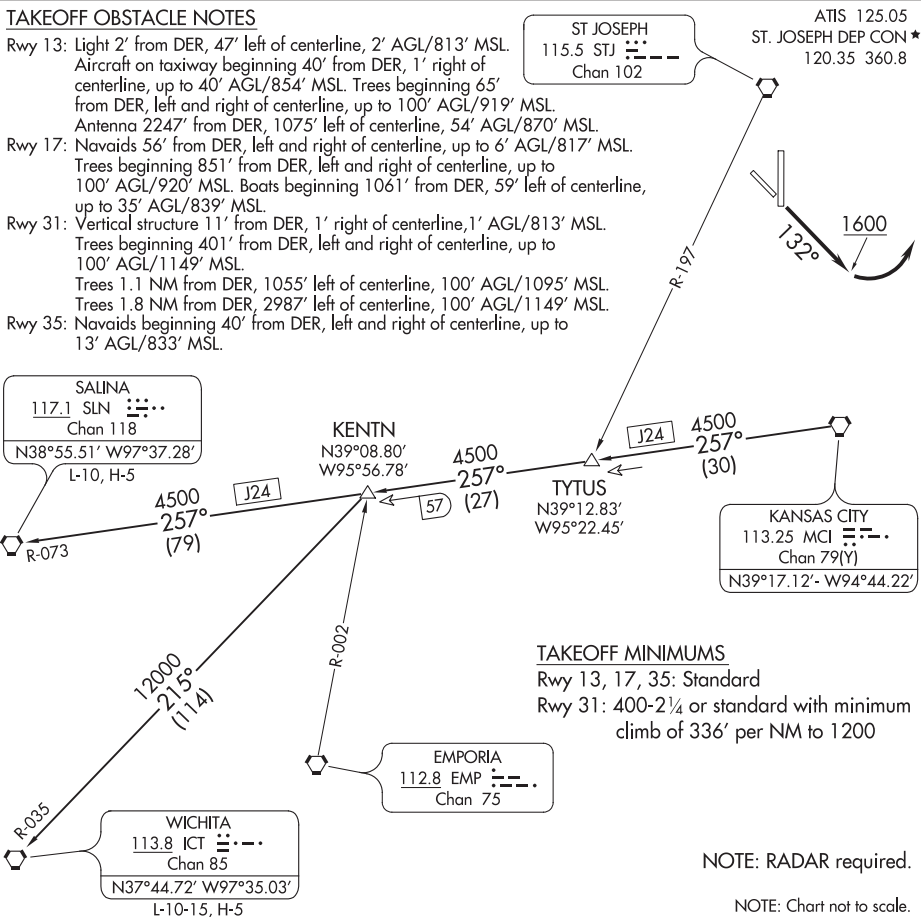 TAKEOFF OBSTACLE NOTES
Rwy 13: Light 2' from DER, 47' left of centerline, 2' AGL/813' MSL.
Aircraft on taxiway beginning 40' from DER, 1' right of
centerline, up to 40' AGL/854' MSL. Trees beginning 65'
from DER, left and right of centerline, up to 100' AGL/919' MSL.
Antenna 2247' from DER, 1075' left of centerline, 54' AGL/870' MSL.
Rwy 17: Navaids 56' from DER, left and right of centerline, up to 6' AGL/817' MSL.
Trees beginning 851' from DER, left and right of centerline, up to
100' AGL/920' MSL. Boats beginning 1061' from DER, 59' left of centerline,
up to 35' AGL/839' MSL.
Rwy 31: Vertical structure 11' from DER, 1' right of centerline,1' AGL/813' MSL.
Trees beginning 401' from DER, left and right of centerline, up to
100' AGL/1149' MSL.
Trees 1.1 NM from DER, 1055' left of centerline, 100' AGL/1095' MSL.
Trees 1.8 NM from DER, 2987' left of centerline, 100' AGL/1149' MSL.
Rwy 35: Navaids beginning 40' from DER, left and right of centerline, up to
13' AGL/833' MSL.
ST JOSEPH
115.5 STJ
Chan 102
ATIS 125.05
ST. JOSEPH DEP CON ★
120.35 360.8
132°
1600
R-197
SALINA
117.1 SLN
Chan 118
N38°55.51' W97°37.28'
L-10, H-5
R-073
4500
257°
(79)
J24
KENTN
N39°08.80'
W95°56.78'
57
4500
257°
(27)
TYTUS
N39°12.83'
W95°22.45'
J24
4500
257°
(30)
KANSAS CITY
113.25 MCI
Chan 79(Y)
N39°17.12'- W94°44.22'
R-002
12000
215°
(114)
R-035
EMPORIA
112.8 EMP
Chan 75
WICHITA
113.8 ICT
Chan 85
N37°44.72' W97°35.03'
L-10-15, H-5
TAKEOFF MINIMUMS
Rwy 13, 17, 35: Standard
Rwy 31: 400-2¼ or standard with minimum
climb of 336' per NM to 1200
NOTE: RADAR required.
NOTE: Chart not to scale.